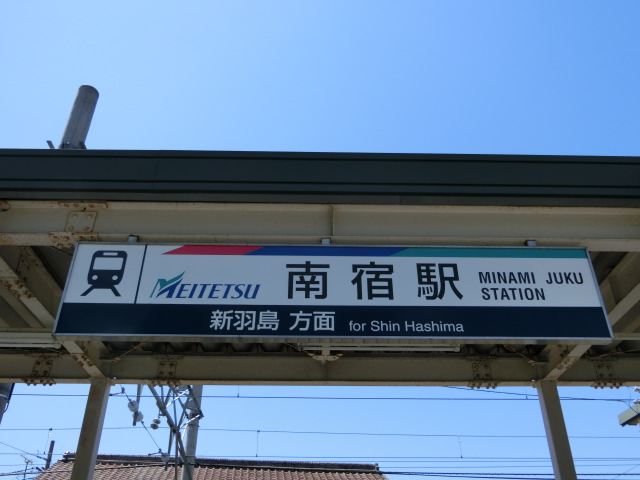 MEITETSU 南宿駅 MINAMI JUKU STATION
新羽島 方面 for Shin Hashima